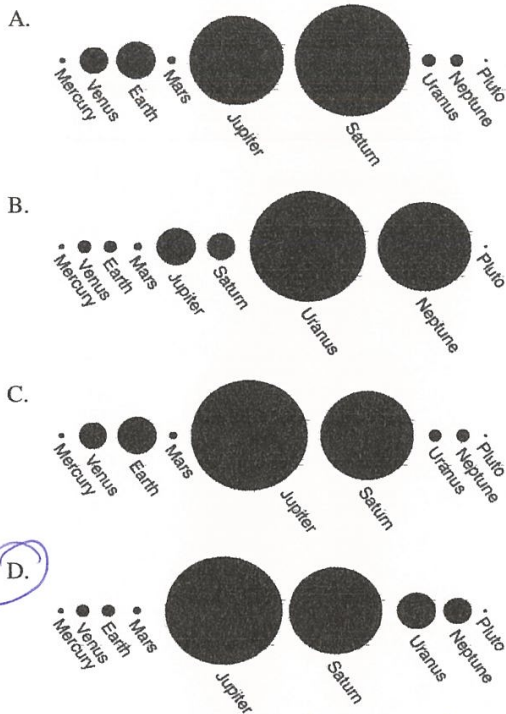 A.
Mercury Venus Earth Mars Jupiter Saturn Uranus Neptune Pluto
B.
Mercury Venus Earth Mars Jupiter Saturn Uranus Neptune Pluto
C.
Mercury Venus Earth Mars Jupiter Saturn Uranus Neptune Pluto
D.
Mercury Venus Earth Mars Jupiter Saturn Uranus Neptune Pluto